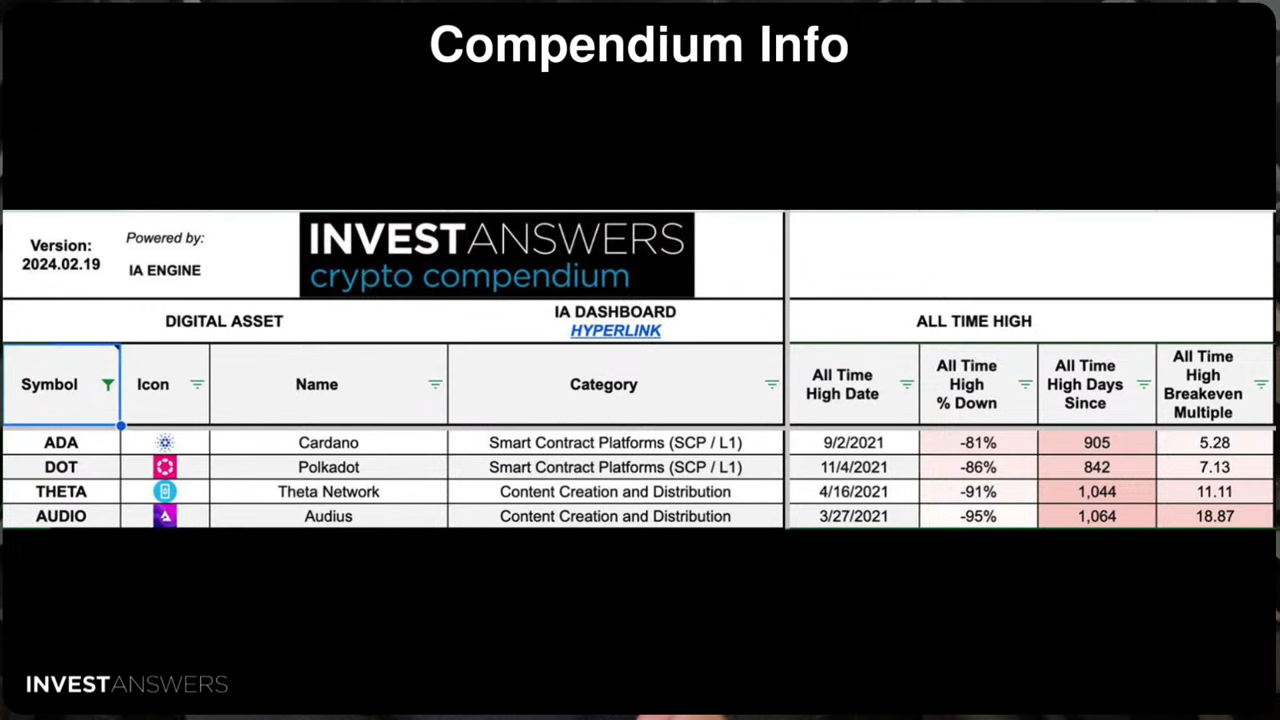 Compendium Info
Version:
2024.02.19
Powered by:
IA ENGINE
INVESTANSWERS
crypto compendium
DIGITAL ASSET
IA DASHBOARD
HYPERLINK
ALL TIME HIGH
Symbol
Icon
Name
Category
All Time
High Date
All Time
High
% Down
All Time
High Days
Since
All Time
High
Breakeven
Multiple
ADA Cardano Smart Contract Platforms (SCP / L1) 9/2/2021 -81% 905 5.28
DOT Polkadot Smart Contract Platforms (SCP / L1) 11/4/2021 -86% 842 7.13
THETA Theta Network Content Creation and Distribution 4/16/2021 -91% 1,044 11.11
AUDIO Audius Content Creation and Distribution 3/27/2021 -95% 1,064 18.87
INVESTANSWERS